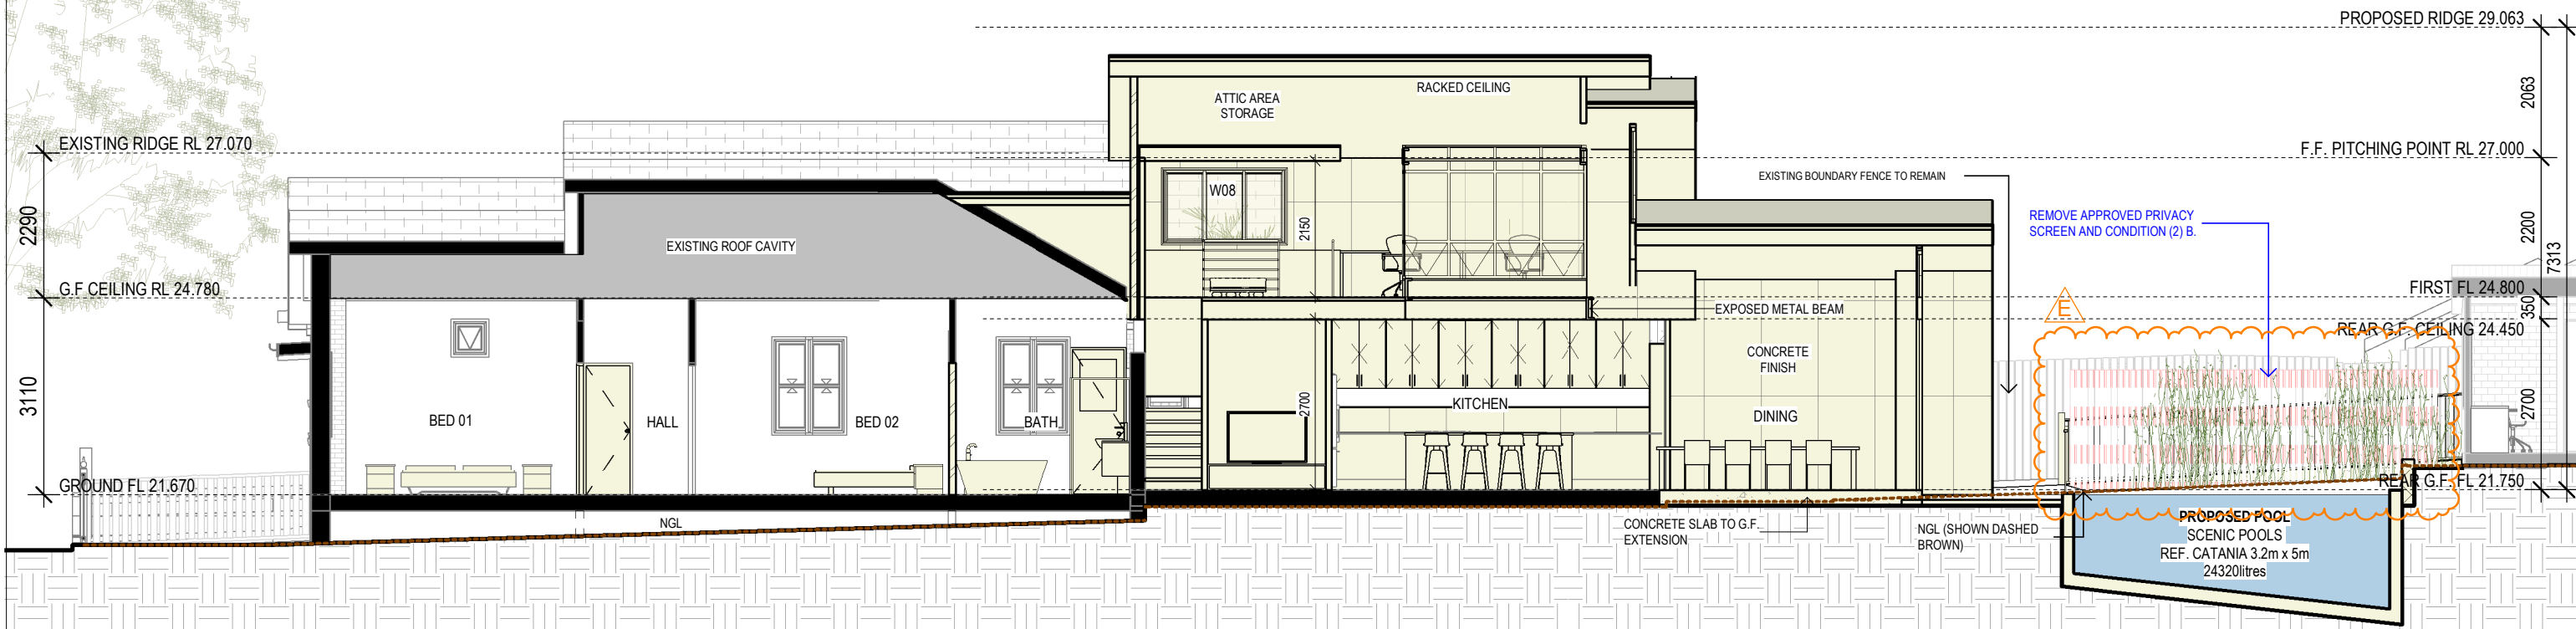 PROPOSED RIDGE 29.063
2063
ATTIC AREA
STORAGE
RACKED CEILING
EXISTING RIDGE RL 27.070
F.F. PITCHING POINT RL 27.000
EXISTING BOUNDARY FENCE TO REMAIN
W08
2290
2150
REMOVE APPROVED PRIVACY
SCREEN AND CONDITION (2) B.
2200
7313
EXISTING ROOF CAVITY
G.F CEILING RL 24.780
FIRST FL 24.800
E
350
EXPOSED METAL BEAM
REAR G.F. CEILING 24.450
CONCRETE
FINISH
3110
2700
KITCHEN
2700
BED 01
HALL
BED 02
BATH
DINING
GROUND FL 21.670
REAR G.F. FL 21.750
NGL
CONCRETE SLAB TO G.F.
EXTENSION
NGL (SHOWN DASHED
BROWN)
PROPOSED POOL
SCENIC POOLS
REF. CATANIA 3.2m x 5m
24320litres